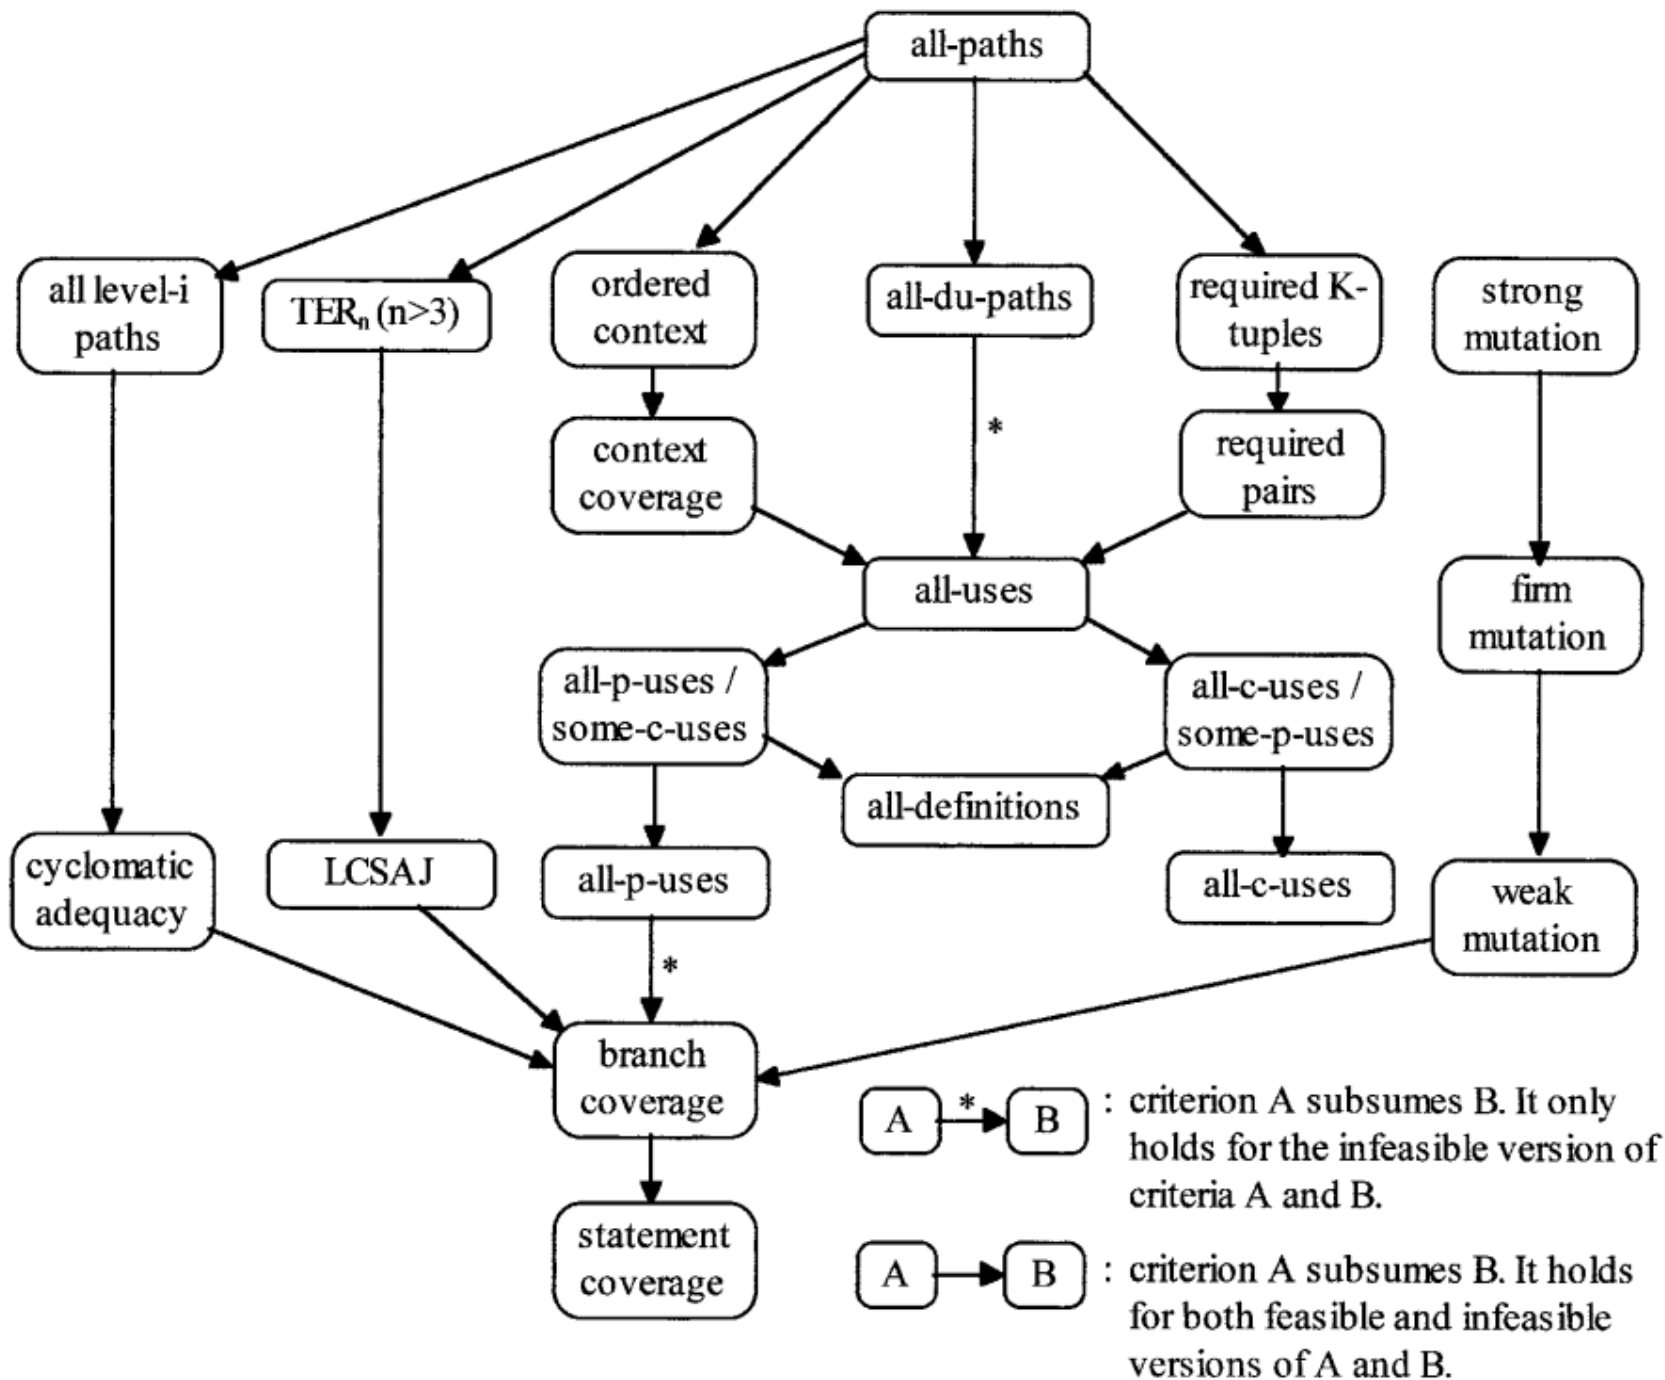 all-paths
all level-i
paths
TERn (n>3)
ordered
context
all-du-paths
required K-
tuples
strong
mutation
context
coverage
*
required
pairs
all-uses
firm
mutation
all-p-uses /
some-c-uses
all-c-uses /
some-p-uses
all-definitions
cyclomatic
adequacy
LCSAJ
all-p-uses
all-c-uses
weak
mutation
*
branch
coverage
statement
coverage
A * B : criterion A subsumes B. It only
holds for the infeasible version of
criteria A and B.
A B : criterion A subsumes B. It holds
for both feasible and infeasible
versions of A and B.